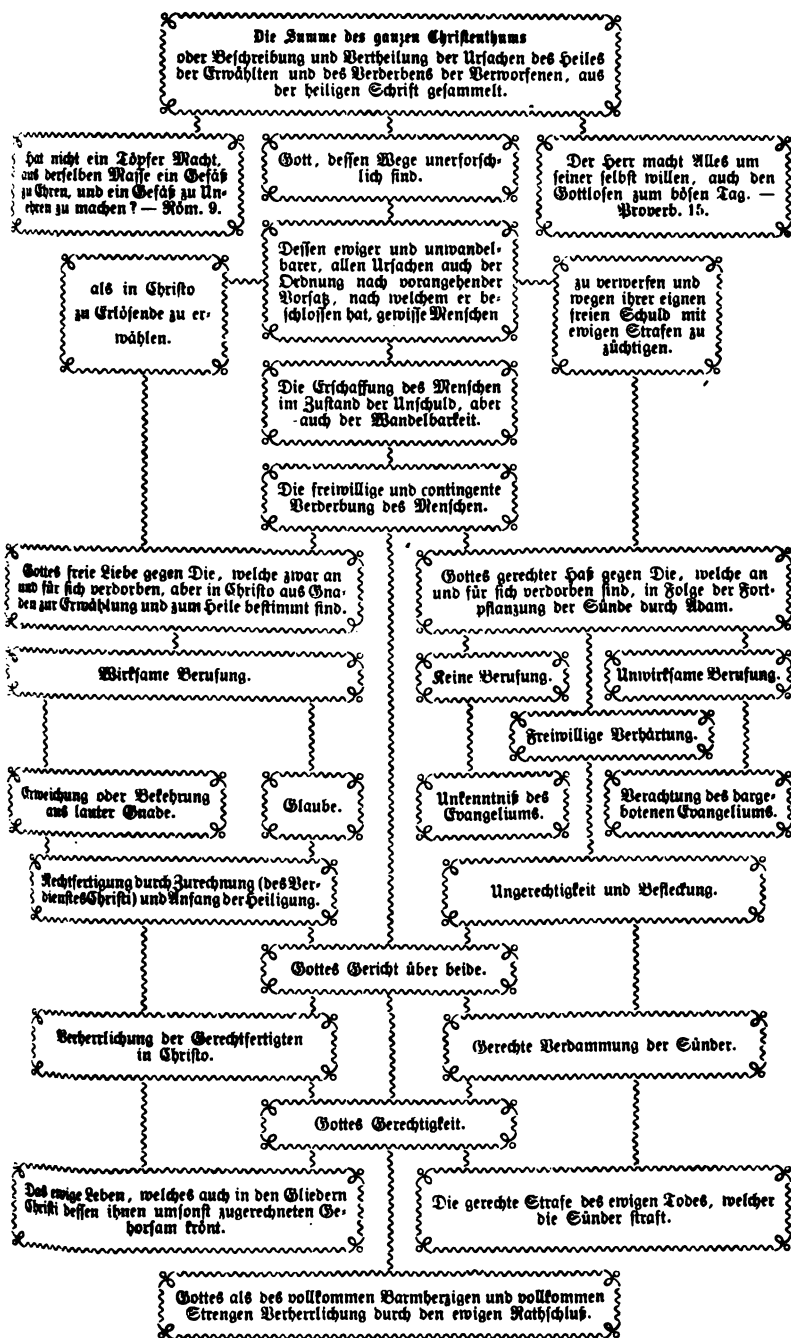 Die Summe des ganzen Christenthums
oder Beschreibung und Vertheilung der Ursachen des Heiles
der Erwählten und des Verderbens der Verworfenen, aus
der heiligen Schrift gesammelt.
Hat nicht ein Töpfer Macht,
aus derselben Masse ein Gefäß
zu Ehren, und ein Gefäß zu Un-
ehren zu machen? — Röm. 9.
Gott, dessen Wege unerforsch-
lich sind.
Der Herr macht Alles um
seiner selbst willen, auch den
Gottlosen zum bösen Tag. —
Proverb. 15.
als in Christo
zu Erlösende zu er-
wählen.
Dessen ewiger und unwandel-
barer, allen Ursachen auch der
Ordnung nach vorangehender
Vorsatz, nach welchem er be-
schlossen hat, gewisse Menschen
zu verwerfen und
wegen ihrer eignen
freien Schuld mit
ewigen Strafen zu
züchtigen.
Die Erschaffung des Menschen
im Zustand der Unschuld, aber
auch der Wandelbarkeit.
Die freiwillige und contingente
Verderbung des Menschen.
Gottes freie Liebe gegen Die, welche zwar an
und für sich verdorben, aber in Christo aus Gna-
den zur Erwählung und zum Heile bestimmt sind.
Gottes gerechter Haß gegen Die, welche an
und für sich verdorben sind, in Folge der Fort-
pflanzung der Sünde durch Adam.
Wirksame Berufung.
Keine Berufung.
Unwirksame Berufung.
Freiwillige Verhärtung.
Erweichung oder Bekehrung
aus lauter Gnade.
Glaube.
Unkenntniß des
Evangeliums.
Verachtung des darge-
botenen Evangeliums.
Rechtfertigung durch Zurechnung (des Ver-
dienstes Christi) und Anfang der Heiligung.
Ungerechtigkeit und Befleckung.
Gottes Gericht über beide.
Verherrlichung der Gerechtfertigten
in Christo.
Gerechte Verdammung der Sünder.
Gottes Gerechtigkeit.
Das ewige Leben, welches auch in den Gliedern
Christi dessen ihnen umsonst zugerechneten Ge-
horsam krönt.
Die gerechte Strafe des ewigen Todes, welcher
die Sünder straft.
Gottes als des vollkommen Barmherzigen und vollkommen
Strengen Verherrlichung durch den ewigen Rathschluß.